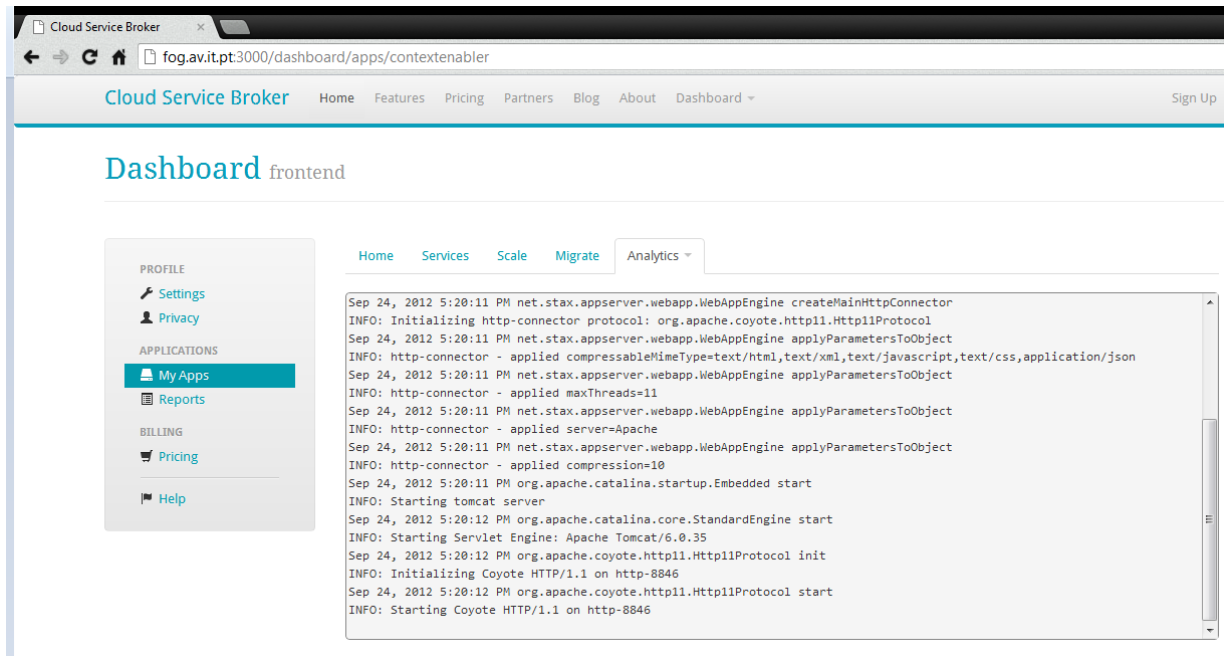 Cloud Service Broker
fog.av.it.pt:3000/dashboard/apps/contextenabler
Cloud Service Broker Home Features Pricing Partners Blog About Dashboard Sign Up
Dashboard frontend
PROFILE
Settings
Privacy
APPLICATIONS
My Apps
Reports
BILLING
Pricing
Help
Home Services Scale Migrate Analytics
Sep 24, 2012 5:20:11 PM net.stax.appserver.webapp.WebAppEngine createMainHttpConnector
INFO: Initializing http-connector protocol: org.apache.coyote.http11.Http11Protocol
Sep 24, 2012 5:20:11 PM net.stax.appserver.webapp.WebAppEngine applyParametersToObject
INFO: http-connector - applied compressableMimeType=text/html,text/xml,text/javascript,text/css,application/json
Sep 24, 2012 5:20:11 PM net.stax.appserver.webapp.WebAppEngine applyParametersToObject
INFO: http-connector - applied maxThreads=11
Sep 24, 2012 5:20:11 PM net.stax.appserver.webapp.WebAppEngine applyParametersToObject
INFO: http-connector - applied server=Apache
Sep 24, 2012 5:20:11 PM net.stax.appserver.webapp.WebAppEngine applyParametersToObject
INFO: http-connector - applied compression=10
Sep 24, 2012 5:20:11 PM org.apache.catalina.startup.Embedded start
INFO: Starting tomcat server
Sep 24, 2012 5:20:12 PM org.apache.catalina.core.StandardEngine start
INFO: Starting Servlet Engine: Apache Tomcat/6.0.35
Sep 24, 2012 5:20:12 PM org.apache.coyote.http11.Http11Protocol init
INFO: Initializing Coyote HTTP/1.1 on http-8846
Sep 24, 2012 5:20:12 PM org.apache.coyote.http11.Http11Protocol start
INFO: Starting Coyote HTTP/1.1 on http-8846